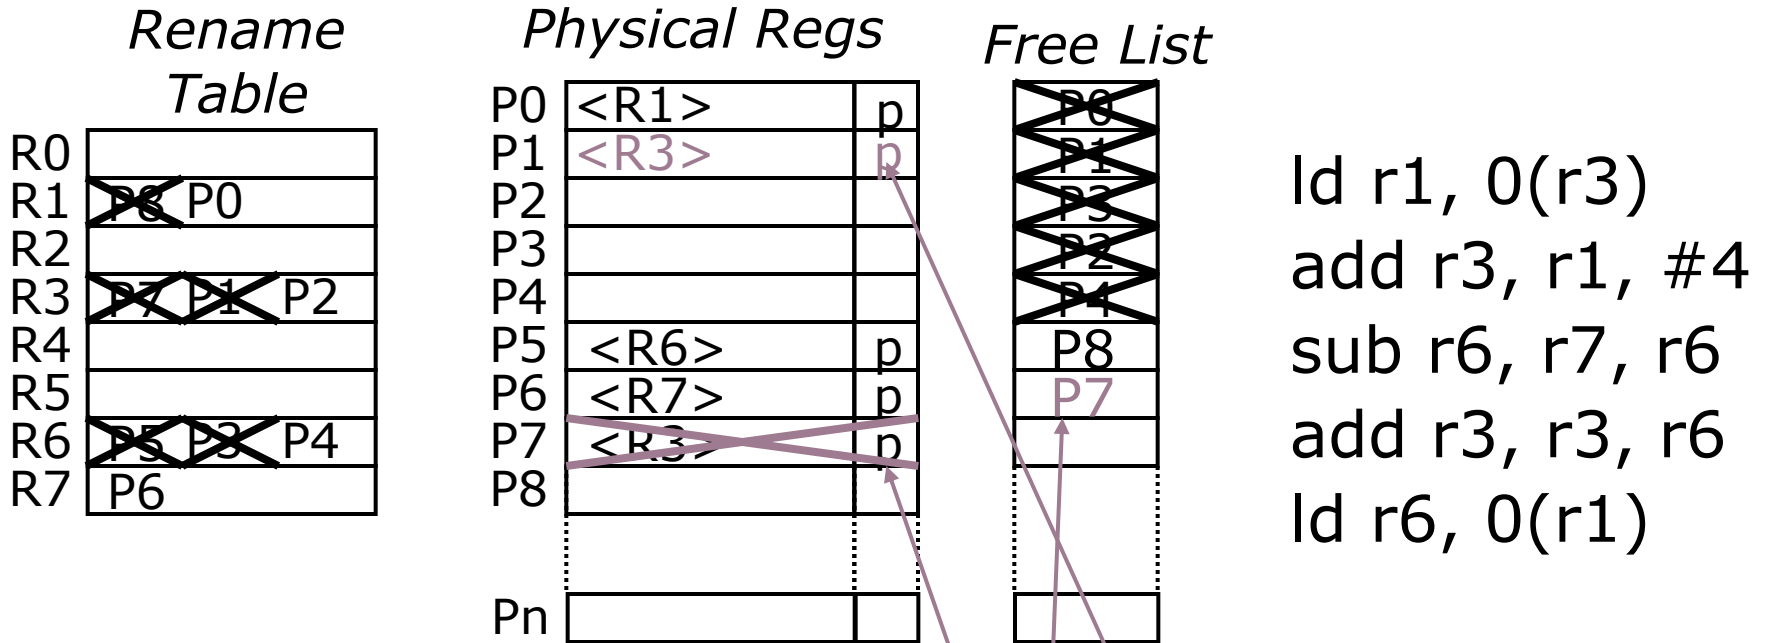 Rename
Table
R0
R1 P8 P0
R2
R3 P7 P1 P2
R4
R5
R6 P5 P3 P4
R7 P6
Physical Regs
P0 <R1> p
P1 <R3> p
P2
P3
P4
P5 <R6> p
P6 <R7> p
P7 <R3> p
P8
Pn
Free List
P0
P1
P3
P2
P4
P8
P7
ld r1, 0(r3)
add r3, r1, #4
sub r6, r7, r6
add r3, r3, r6
ld r6, 0(r1)